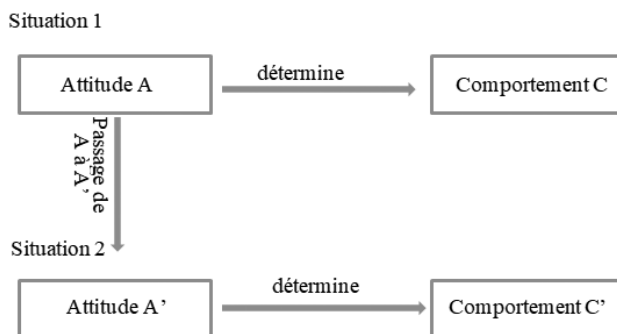 Situation 1
Attitude A
détermine
Comportement C
Passage de
A à A’
Situation 2
Attitude A’
détermine
Comportement C’